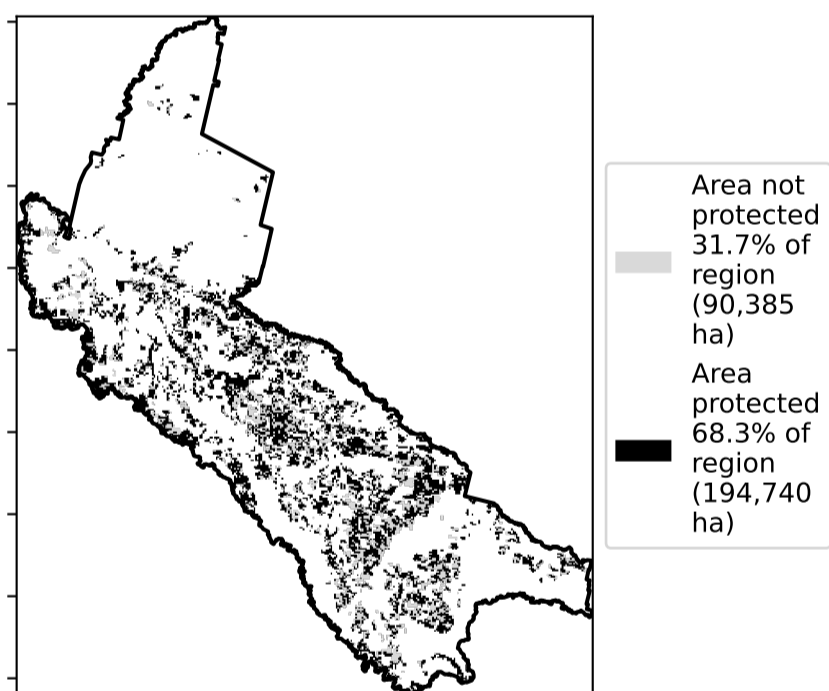 Area not
protected
31.7% of
region
(90,385
ha)
Area
protected
68.3% of
region
(194,740
ha)